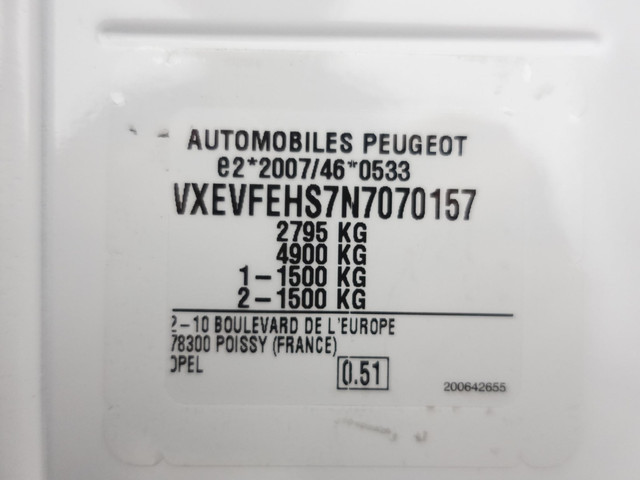 AUTOMOBILES PEUGEOT
e2*2007/46*0533
VXEVFEHS7N7070157
2795 KG
4900 KG
1-1500 KG
2-1500 KG
2-10 BOULEVARD DE L'EUROPE
78300 POISSY (FRANCE)
OPEL
0.51
200642655